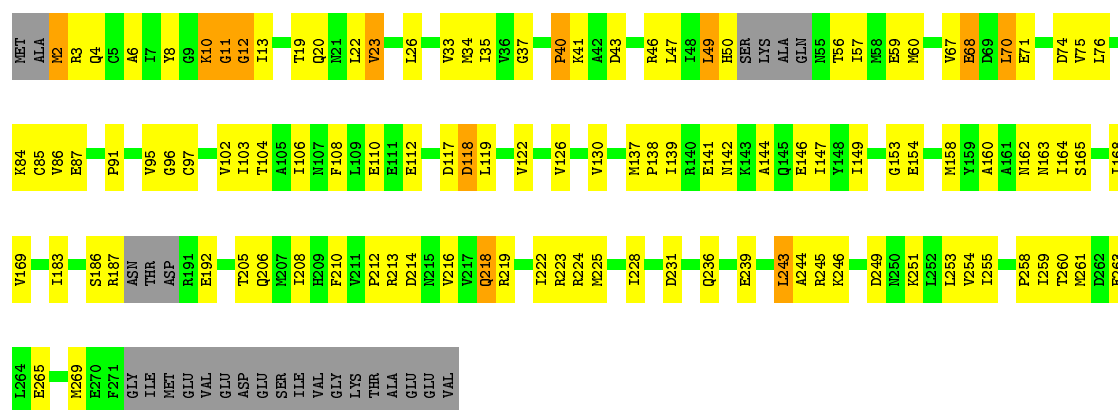 MET ALA M2 R3 Q4 C5 A6 I7 Y8 G9 K10 G11 G12 I13 T19 Q20 N21 L22 V23 L26 V33 M34 I35 V36 G37 P40 K41 A42 D43 R46 L47 I48 L49 H50 SER LYS ALA GLN N55 T56 I57 M58 E59 M60 V67 E68 D69 L70 E71 D74 V75 L76
K84 C85 V86 E87 P91 V95 G96 C97 V102 I103 T104 A105 I106 N107 F108 L109 E110 E111 E112 D117 D118 L119 V122 V126 V130 M137 P138 I139 R140 E141 N142 K143 A144 Q145 E146 I147 Y148 I149 G153 E154 M158 Y159 A160 A161 N162 N163 I164 S165 I168
V169 I183 S186 R187 ASN THR ASP R191 E192 T205 Q206 M207 I208 H209 F210 V211 P212 R213 D214 N215 V216 V217 Q218 R219 I222 R223 R224 M225 I228 D231 Q236 E239 L243 A244 R245 K246 D249 N250 K251 L252 L253 V254 I255 P258 I259 T260 M261 D262 E263
L264 E265 M269 E270 F271 GLY ILE MET GLU VAL GLU ASP GLU SER ILE VAL GLY LYS THR ALA GLU GLU VAL